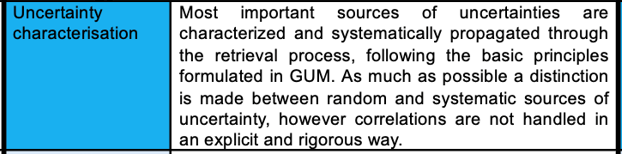 Uncertainty
characterisation
Most important sources of uncertainties are
characterized and systematically propagated through
the retrieval process, following the basic principles
formulated in GUM. As much as possible a distinction
is made between random and systematic sources of
uncertainty, however correlations are not handled in
an explicit and rigorous way.